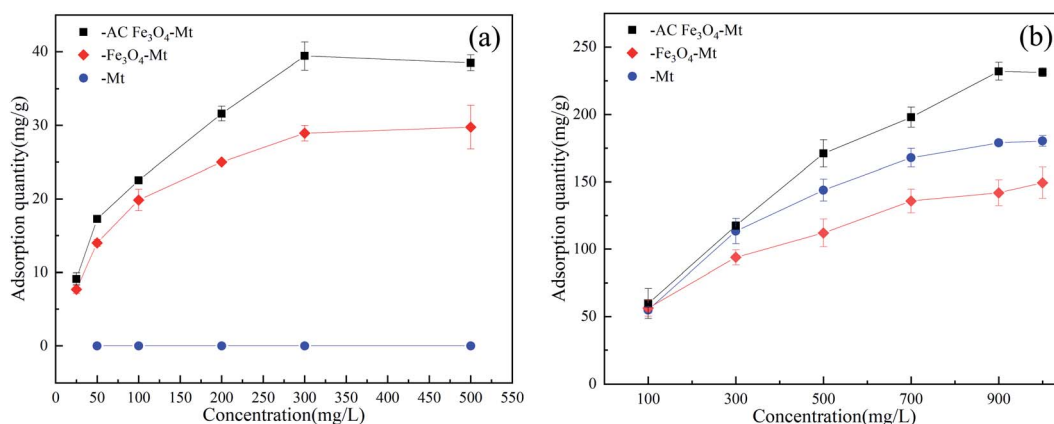 (a)
-AC Fe₃O₄-Mt
-Fe₃O₄-Mt
-Mt
Adsorption quantity(mg/g)
40
30
20
10
0
0 50 100 150 200 250 300 350 400 450 500 550
Concentration(mg/L)
(b)
-AC Fe₃O₄-Mt
-Fe₃O₄-Mt
-Mt
Adsorption quantity(mg/g)
250
200
150
100
50
0
100 300 500 700 900
Concentration(mg/L)